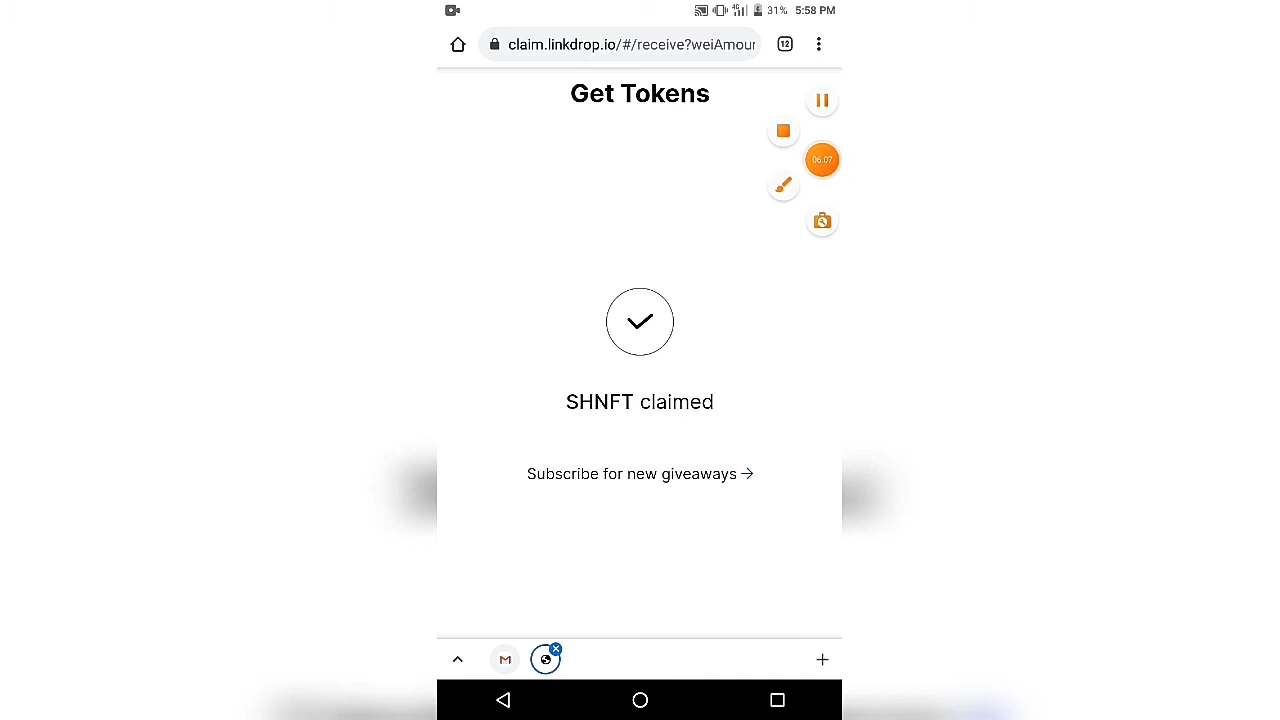 4G 31% 5:58 PM
claim.linkdrop.io/#/receive?weiAmour
12
Get Tokens
06:07
SHNFT claimed
Subscribe for new giveaways →